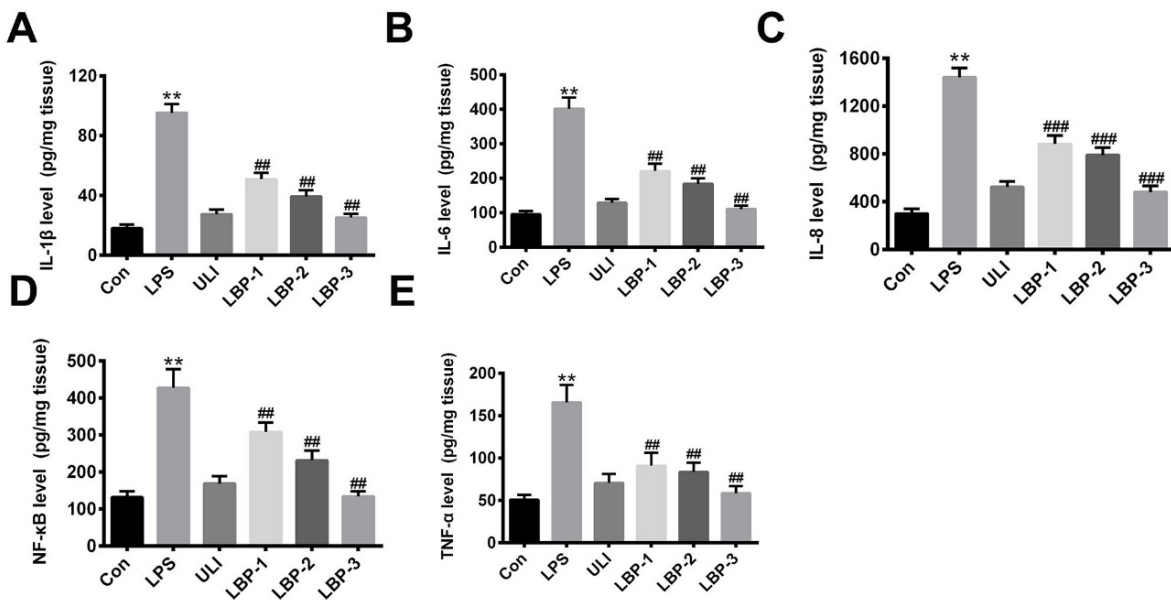 A
IL-1β level (pg/mg tissue)
120
80
40
0
**
##
##
##
Con
LPS
ULI
LBP-1
LBP-2
LBP-3
B
IL-6 level (pg/mg tissue)
500
400
300
200
100
0
**
##
##
##
Con
LPS
ULI
LBP-1
LBP-2
LBP-3
C
IL-8 level (pg/mg tissue)
1600
1200
800
400
0
**
###
###
###
Con
LPS
ULI
LBP-1
LBP-2
LBP-3
D
NF-κB level (pg/mg tissue)
500
400
300
200
100
0
**
##
##
##
Con
LPS
ULI
LBP-1
LBP-2
LBP-3
E
TNF-α level (pg/mg tissue)
200
150
100
50
0
**
##
##
##
Con
LPS
ULI
LBP-1
LBP-2
LBP-3